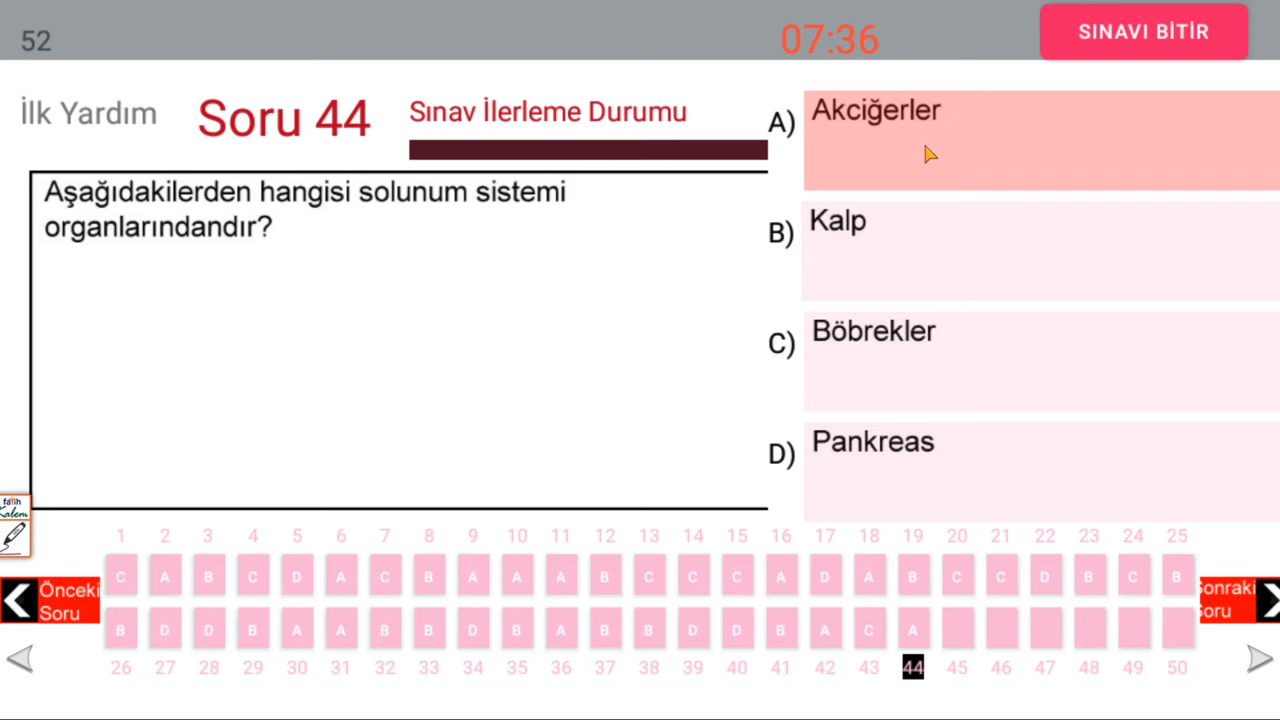 52
07:36
SINAVI BİTİR
İlk Yardım
Soru 44
Sınav İlerleme Durumu
Aşağıdakilerden hangisi solunum sistemi
organlarındandır?
A) Akciğerler
B) Kalp
C) Böbrekler
D) Pankreas
fatih
Kalem
1 2 3 4 5 6 7 8 9 10 11 12 13 14 15 16 17 18 19 20 21 22 23 24 25
C A B C D A C B A A A B C C C A D A B C C D B C B
Önceki
Soru
Sonraki
Soru
B D D B A A B B D B A B B D D B A C A
26 27 28 29 30 31 32 33 34 35 36 37 38 39 40 41 42 43 44 45 46 47 48 49 50